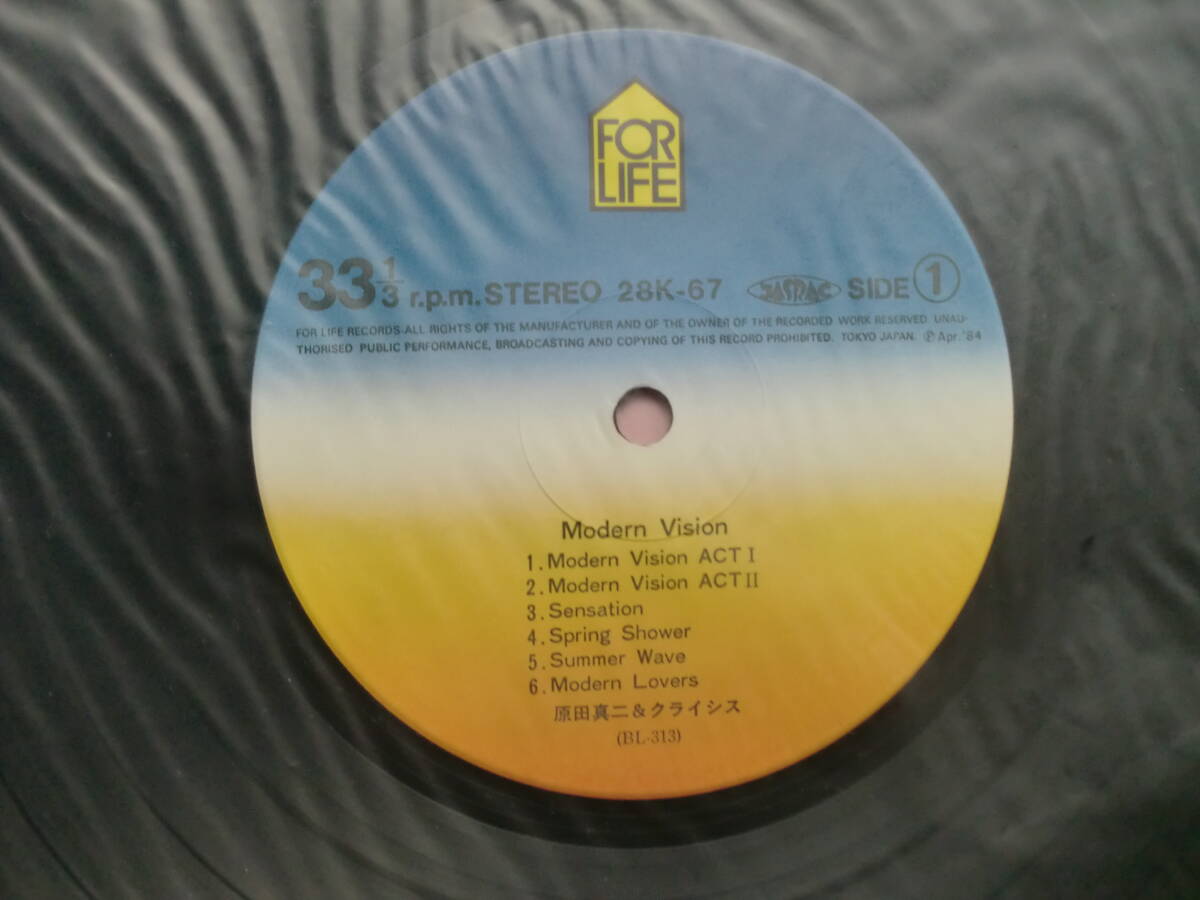 FOR
LIFE
33 1/3 r.p.m. STEREO 28K-67 JASRAC SIDE 1
FOR LIFE RECORDS-ALL RIGHTS OF THE MANUFACTURER AND OF THE OWNER OF THE RECORDED WORK RESERVED. UNAU-
THORISED PUBLIC PERFORMANCE, BROADCASTING AND COPYING OF THIS RECORD PROHIBITED. TOKYO JAPAN. ℗Apr.'84
Modern Vision
1.Modern Vision ACT I
2.Modern Vision ACT II
3.Sensation
4.Spring Shower
5.Summer Wave
6.Modern Lovers
原田真二&クライシス
(BL-313)